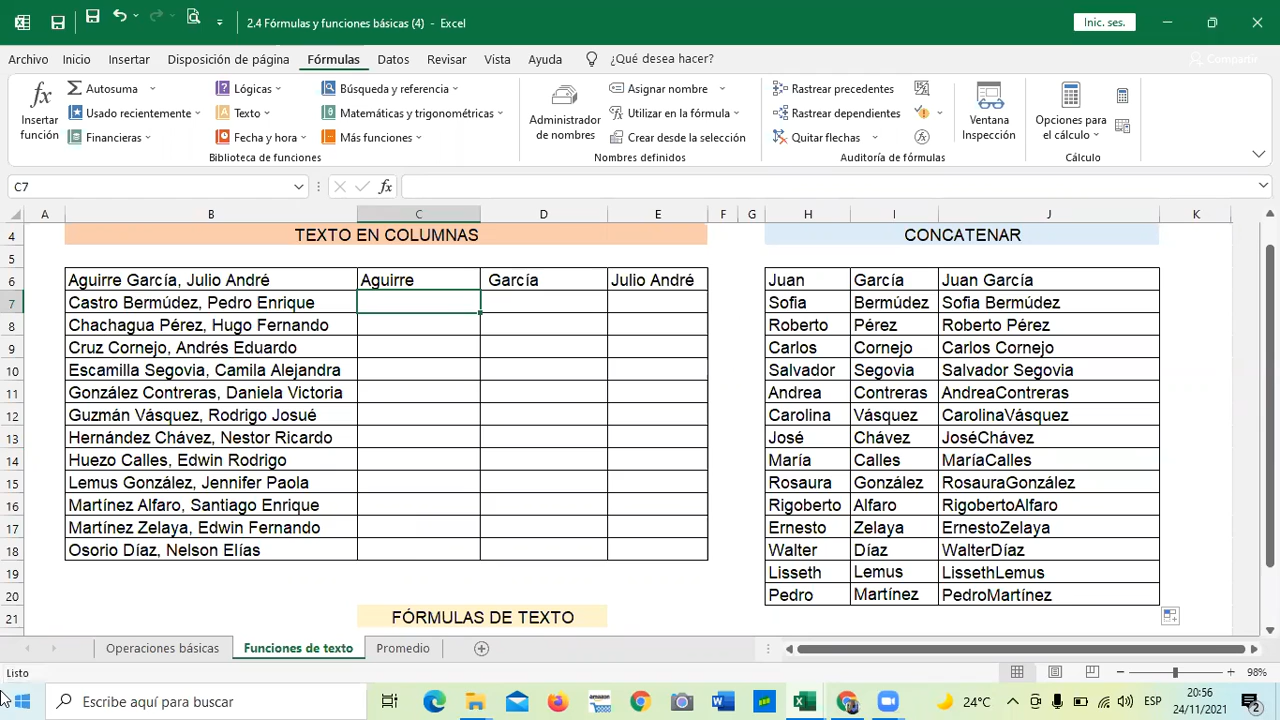 2.4 Fórmulas y funciones básicas (4) - Excel
Inic. ses.
Archivo Inicio Insertar Disposición de página Fórmulas Datos Revisar Vista Ayuda ¿Qué desea hacer? Compartir
Insertar función
Autosuma
Usado recientemente
Financieras
Lógicas
Texto
Fecha y hora
Búsqueda y referencia
Matemáticas y trigonométricas
Más funciones
Biblioteca de funciones
Administrador de nombres
Asignar nombre
Utilizar en la fórmula
Crear desde la selección
Nombres definidos
Rastrear precedentes
Rastrear dependientes
Quitar flechas
Auditoría de fórmulas
Ventana Inspección
Opciones para el cálculo
Cálculo
C7 fx
A B C D E F G H I J K
4 TEXTO EN COLUMNAS CONCATENAR
5
6 Aguirre García, Julio André Aguirre García Julio André Juan García Juan García
7 Castro Bermúdez, Pedro Enrique Sofia Bermúdez Sofia Bermúdez
8 Chachagua Pérez, Hugo Fernando Roberto Pérez Roberto Pérez
9 Cruz Cornejo, Andrés Eduardo Carlos Cornejo Carlos Cornejo
10 Escamilla Segovia, Camila Alejandra Salvador Segovia Salvador Segovia
11 González Contreras, Daniela Victoria Andrea Contreras AndreaContreras
12 Guzmán Vásquez, Rodrigo Josué Carolina Vásquez CarolinaVásquez
13 Hernández Chávez, Nestor Ricardo José Chávez JoséChávez
14 Huezo Calles, Edwin Rodrigo María Calles MaríaCalles
15 Lemus González, Jennifer Paola Rosaura González RosauraGonzález
16 Martínez Alfaro, Santiago Enrique Rigoberto Alfaro RigobertoAlfaro
17 Martínez Zelaya, Edwin Fernando Ernesto Zelaya ErnestoZelaya
18 Osorio Díaz, Nelson Elías Walter Díaz WalterDíaz
19 Lisseth Lemus LissethLemus
20 Pedro Martínez PedroMartínez
21 FÓRMULAS DE TEXTO
Operaciones básicas Funciones de texto Promedio
Listo 98%
Escribe aquí para buscar 24°C ESP 20:56
24/11/2021 2